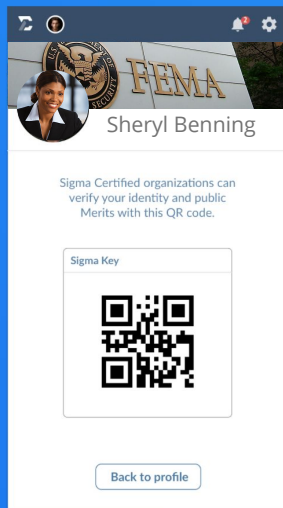 2
FEMA
SECURITY
Sheryl Benning
Sigma Certified organizations can
verify your identity and public
Merits with this QR code.
Sigma Key
Back to profile